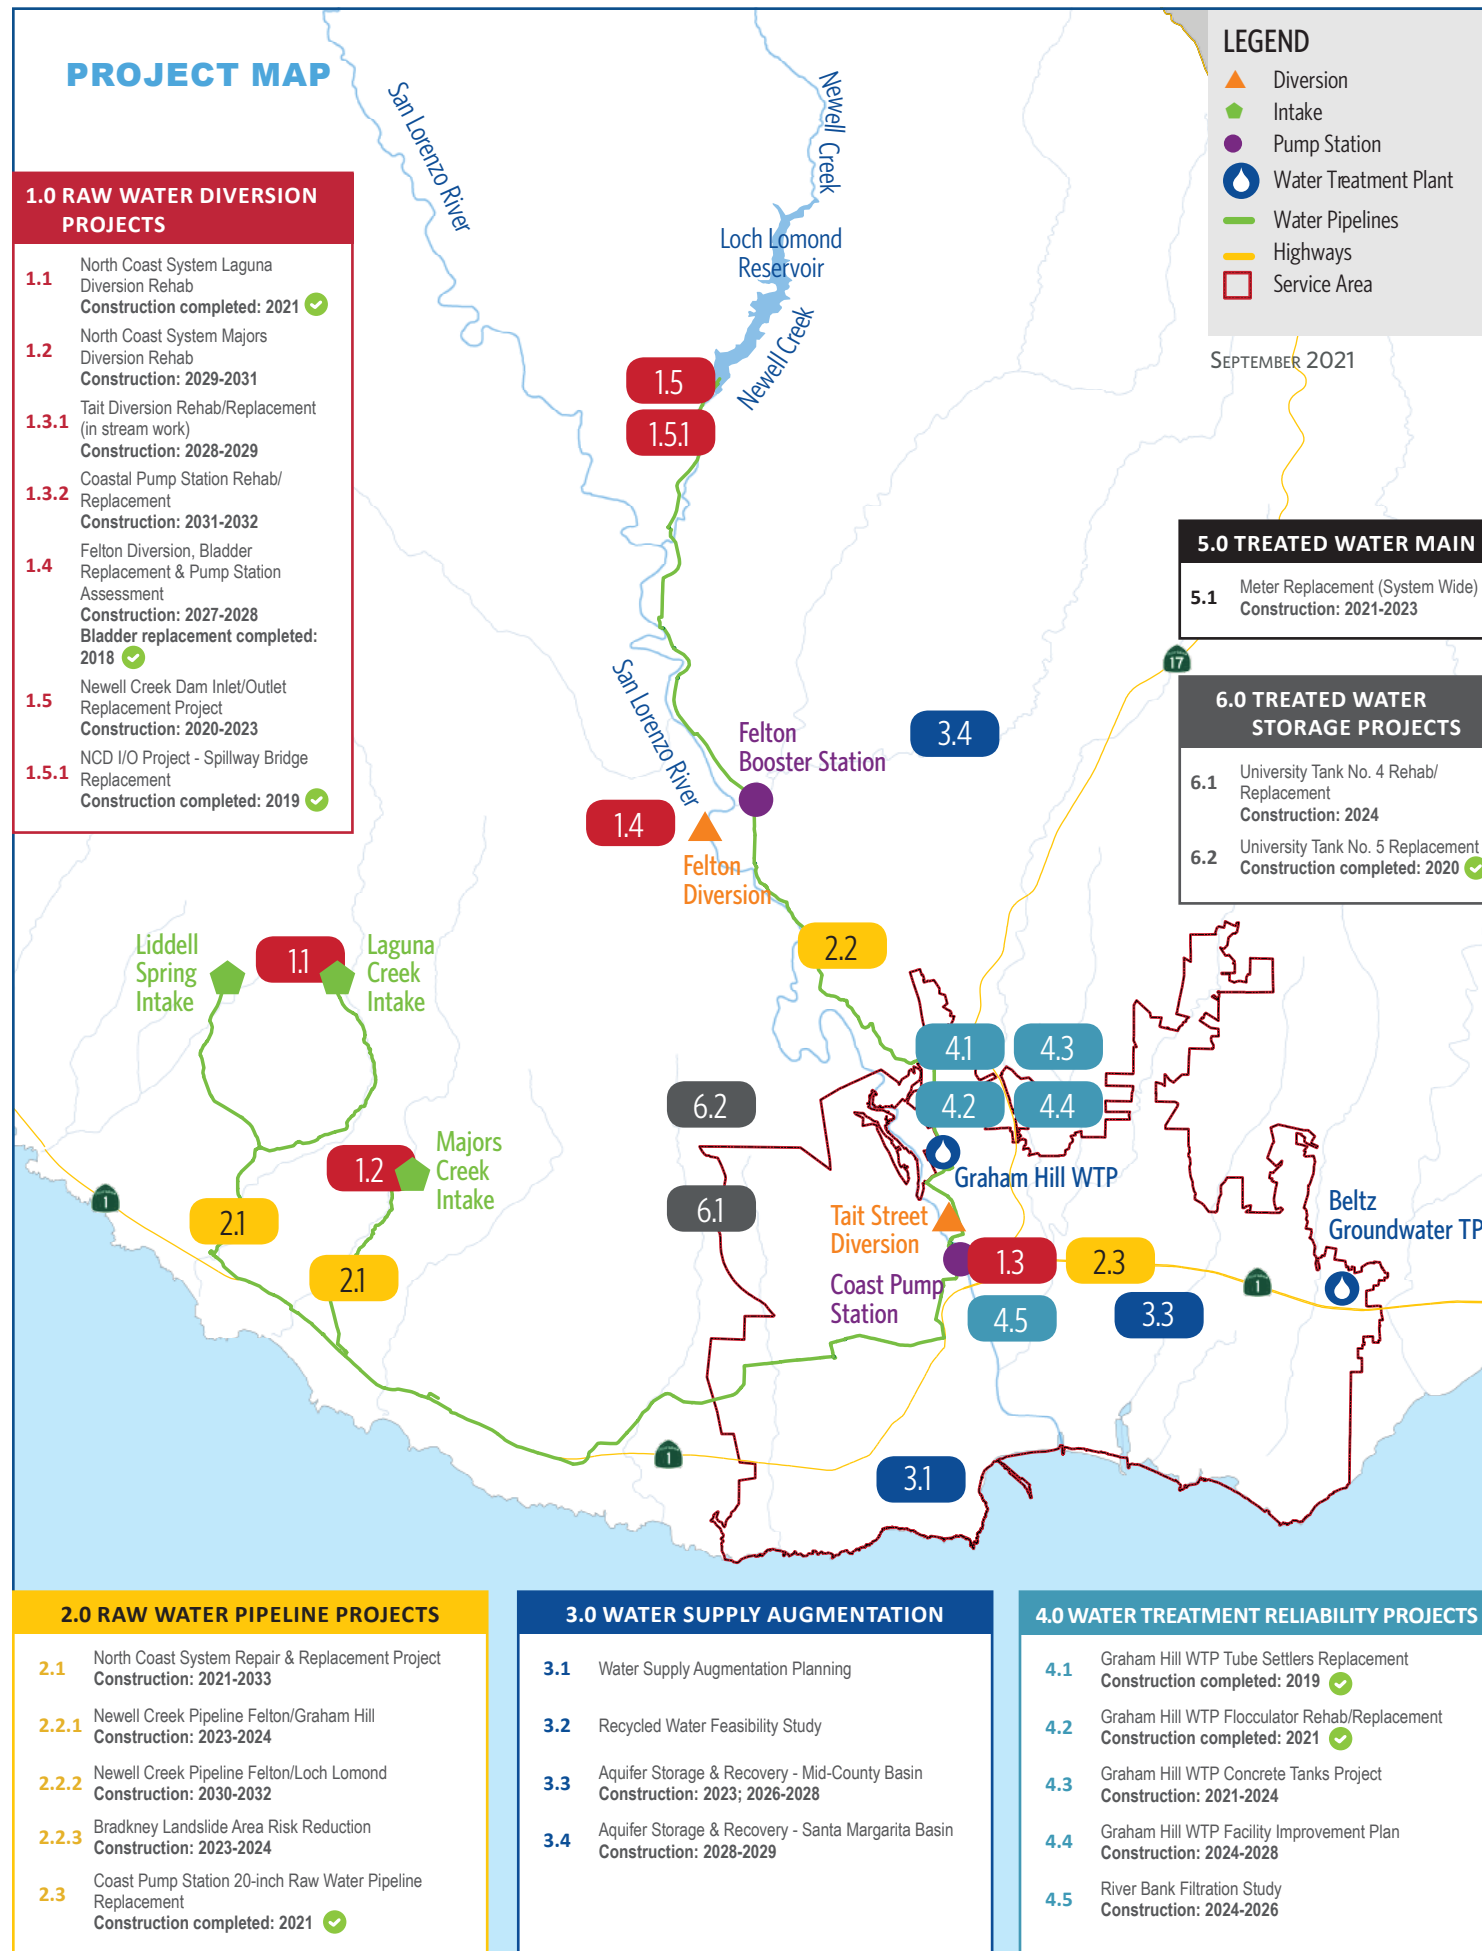 PROJECT MAP
LEGEND
Diversion
Intake
Pump Station
Water Treatment Plant
Water Pipelines
Highways
Service Area
SEPTEMBER 2021
1.0 RAW WATER DIVERSION
PROJECTS
1.1 North Coast System Laguna
Diversion Rehab
Construction completed: 2021
1.2 North Coast System Majors
Diversion Rehab
Construction: 2029-2031
1.3.1 Tait Diversion Rehab/Replacement
(in stream work)
Construction: 2028-2029
1.3.2 Coastal Pump Station Rehab/
Replacement
Construction: 2031-2032
1.4 Felton Diversion, Bladder
Replacement & Pump Station
Assessment
Construction: 2027-2028
Bladder replacement completed:
2018
1.5 Newell Creek Dam Inlet/Outlet
Replacement Project
Construction: 2020-2023
1.5.1 NCD I/O Project - Spillway Bridge
Replacement
Construction completed: 2019
San Lorenzo River
Newell Creek
Loch Lomond
Reservoir
Newell Creek
1.5
1.5.1
San Lorenzo River
Felton
Booster Station
3.4
1.4
Felton
Diversion
2.2
17
5.0 TREATED WATER MAIN
5.1 Meter Replacement (System Wide)
Construction: 2021-2023
6.0 TREATED WATER
STORAGE PROJECTS
6.1 University Tank No. 4 Rehab/
Replacement
Construction: 2024
6.2 University Tank No. 5 Replacement
Construction completed: 2020
Liddell
Spring
Intake
1.1
Laguna
Creek
Intake
4.1
4.3
4.2
4.4
6.2
1.2
Majors
Creek
Intake
Graham Hill WTP
1
2.1
6.1
Tait Street
Diversion
Beltz
Groundwater TP
2.1
1.3
2.3
1
Coast Pump
Station
4.5
3.3
1
3.1
2.0 RAW WATER PIPELINE PROJECTS
2.1 North Coast System Repair & Replacement Project
Construction: 2021-2033
2.2.1 Newell Creek Pipeline Felton/Graham Hill
Construction: 2023-2024
2.2.2 Newell Creek Pipeline Felton/Loch Lomond
Construction: 2030-2032
2.2.3 Bradkney Landslide Area Risk Reduction
Construction: 2023-2024
2.3 Coast Pump Station 20-inch Raw Water Pipeline
Replacement
Construction completed: 2021
3.0 WATER SUPPLY AUGMENTATION
3.1 Water Supply Augmentation Planning
3.2 Recycled Water Feasibility Study
3.3 Aquifer Storage & Recovery - Mid-County Basin
Construction: 2023; 2026-2028
3.4 Aquifer Storage & Recovery - Santa Margarita Basin
Construction: 2028-2029
4.0 WATER TREATMENT RELIABILITY PROJECTS
4.1 Graham Hill WTP Tube Settlers Replacement
Construction completed: 2019
4.2 Graham Hill WTP Flocculator Rehab/Replacement
Construction completed: 2021
4.3 Graham Hill WTP Concrete Tanks Project
Construction: 2021-2024
4.4 Graham Hill WTP Facility Improvement Plan
Construction: 2024-2028
4.5 River Bank Filtration Study
Construction: 2024-2026